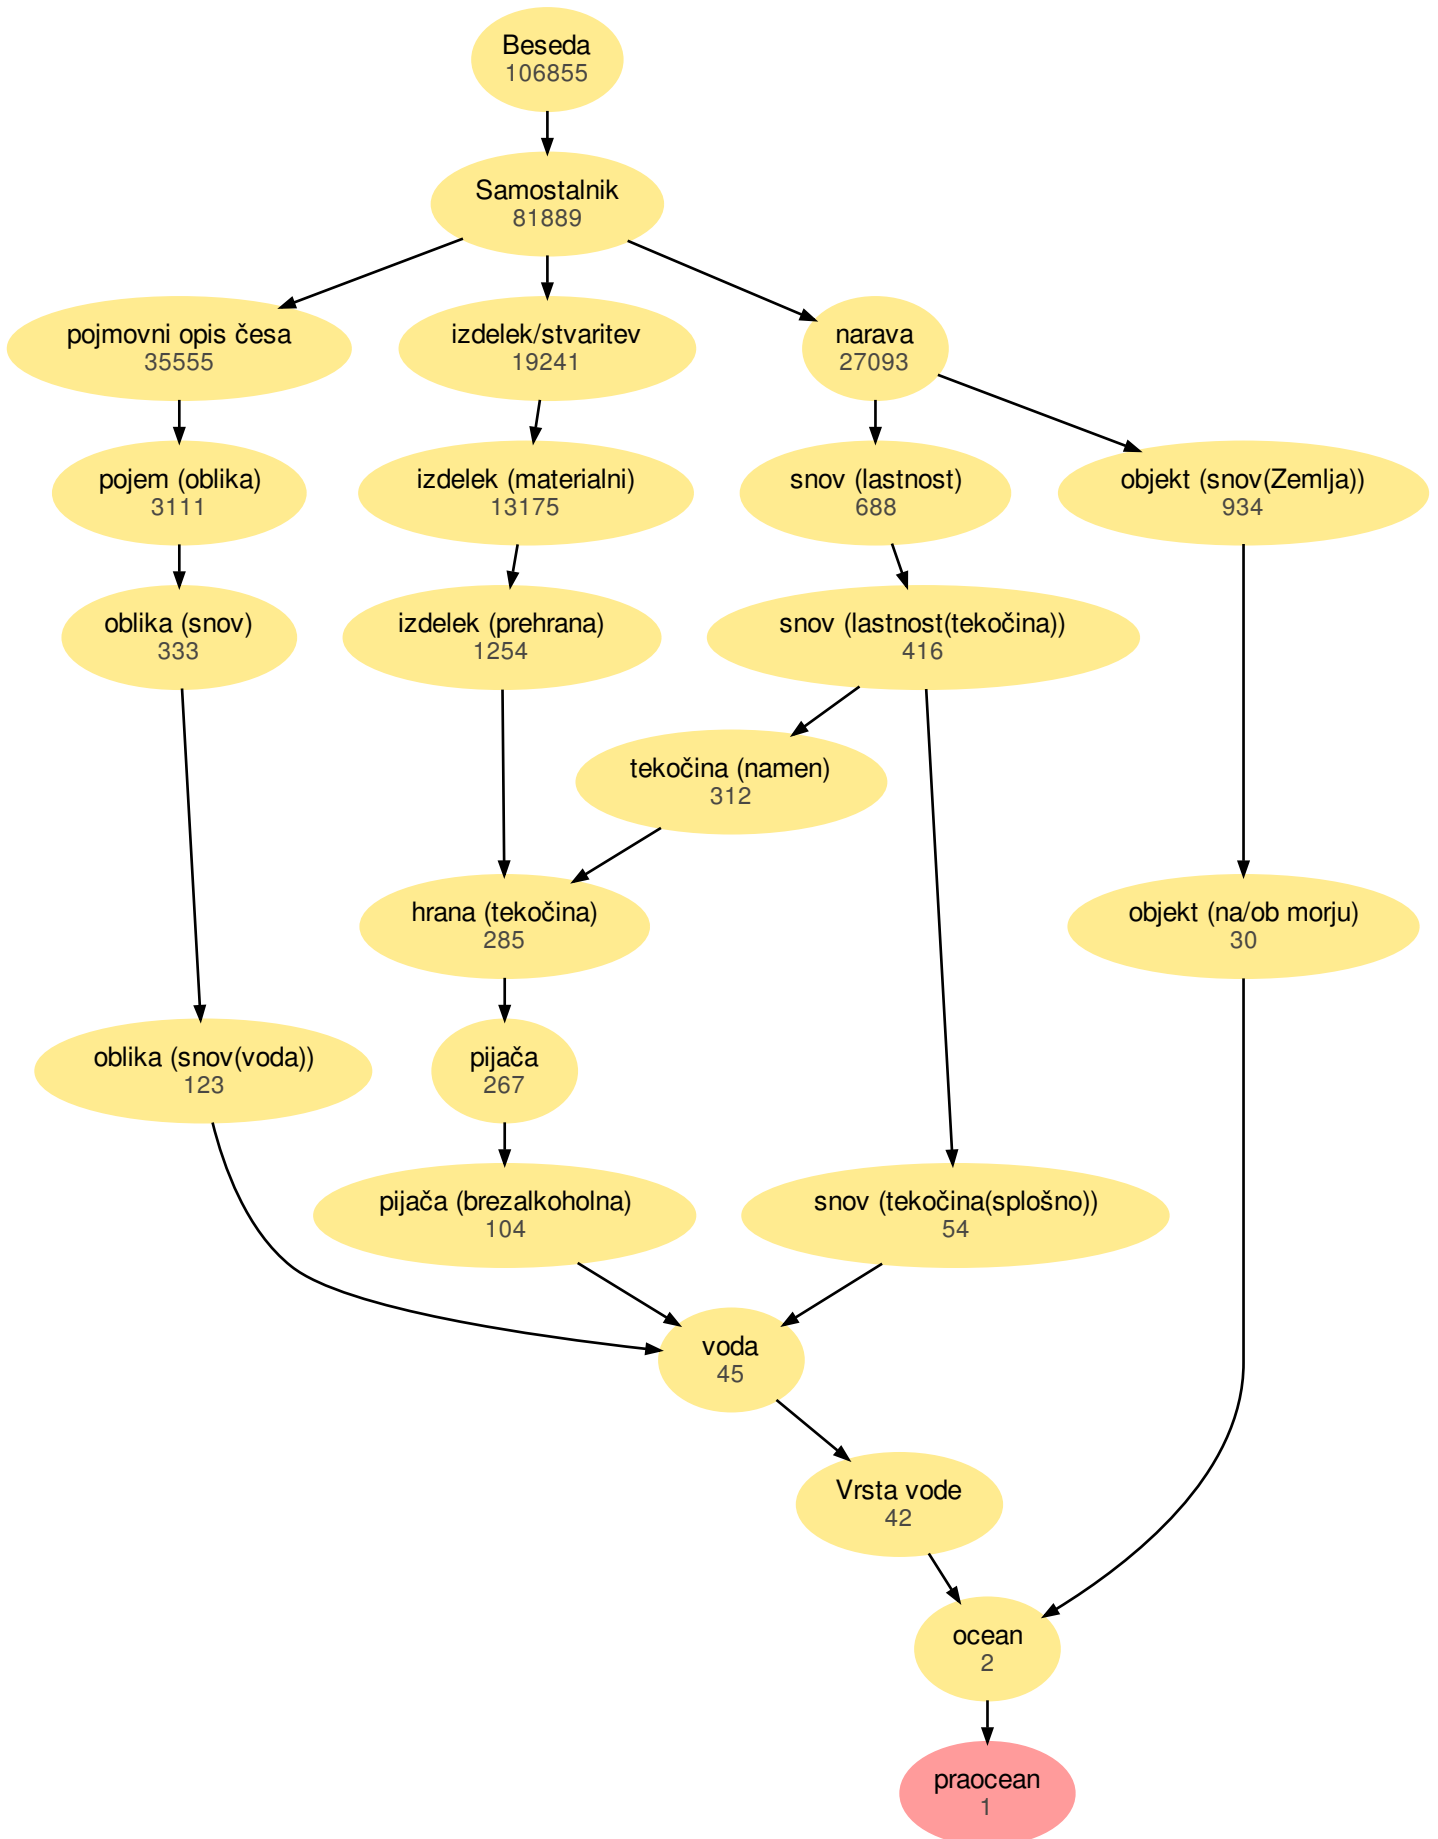 Beseda
106855
Samostalnik
81889
pojmovni opis česa
35555
izdelek/stvaritev
19241
narava
27093
pojem (oblika)
3111
izdelek (materialni)
13175
snov (lastnost)
688
objekt (snov(Zemlja))
934
oblika (snov)
333
izdelek (prehrana)
1254
snov (lastnost(tekočina))
416
tekočina (namen)
312
hrana (tekočina)
285
objekt (na/ob morju)
30
oblika (snov(voda))
123
pijača
267
pijača (brezalkoholna)
104
snov (tekočina(splošno))
54
voda
45
Vrsta vode
42
ocean
2
praocean
1